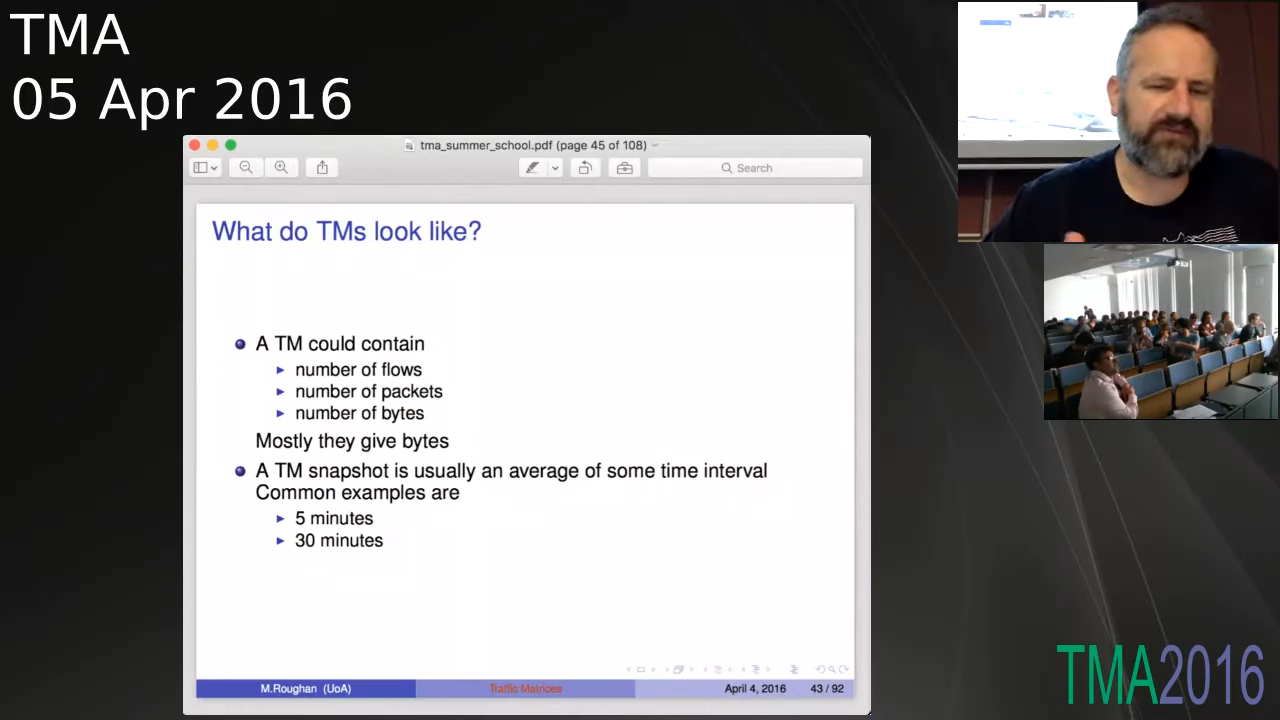 TMA
05 Apr 2016
tma_summer_school.pdf (page 45 of 108)
Search
What do TMs look like?
A TM could contain
number of flows
number of packets
number of bytes
Mostly they give bytes
A TM snapshot is usually an average of some time interval
Common examples are
5 minutes
30 minutes
M.Roughan (UoA)
Traffic Matrices
April 4, 2016
43 / 92
TMA2016